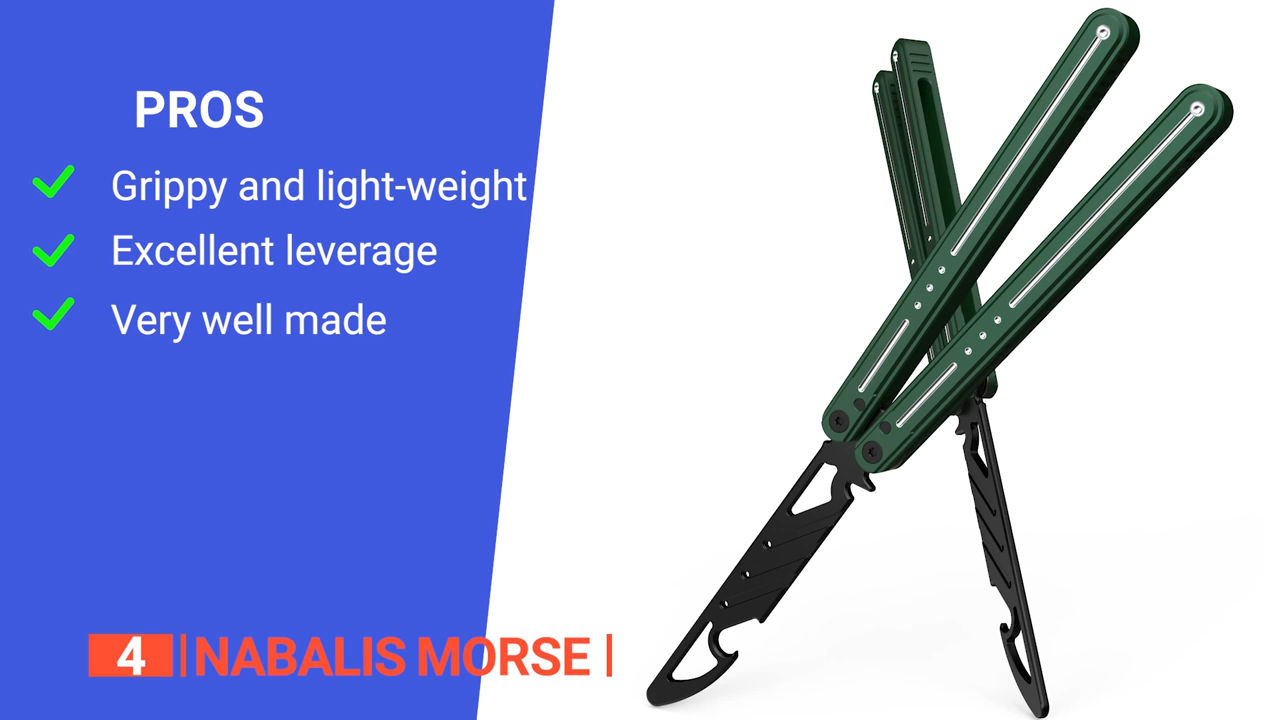 PROS
Grippy and light-weight
Excellent leverage
Very well made
4 NABALIS MORSE